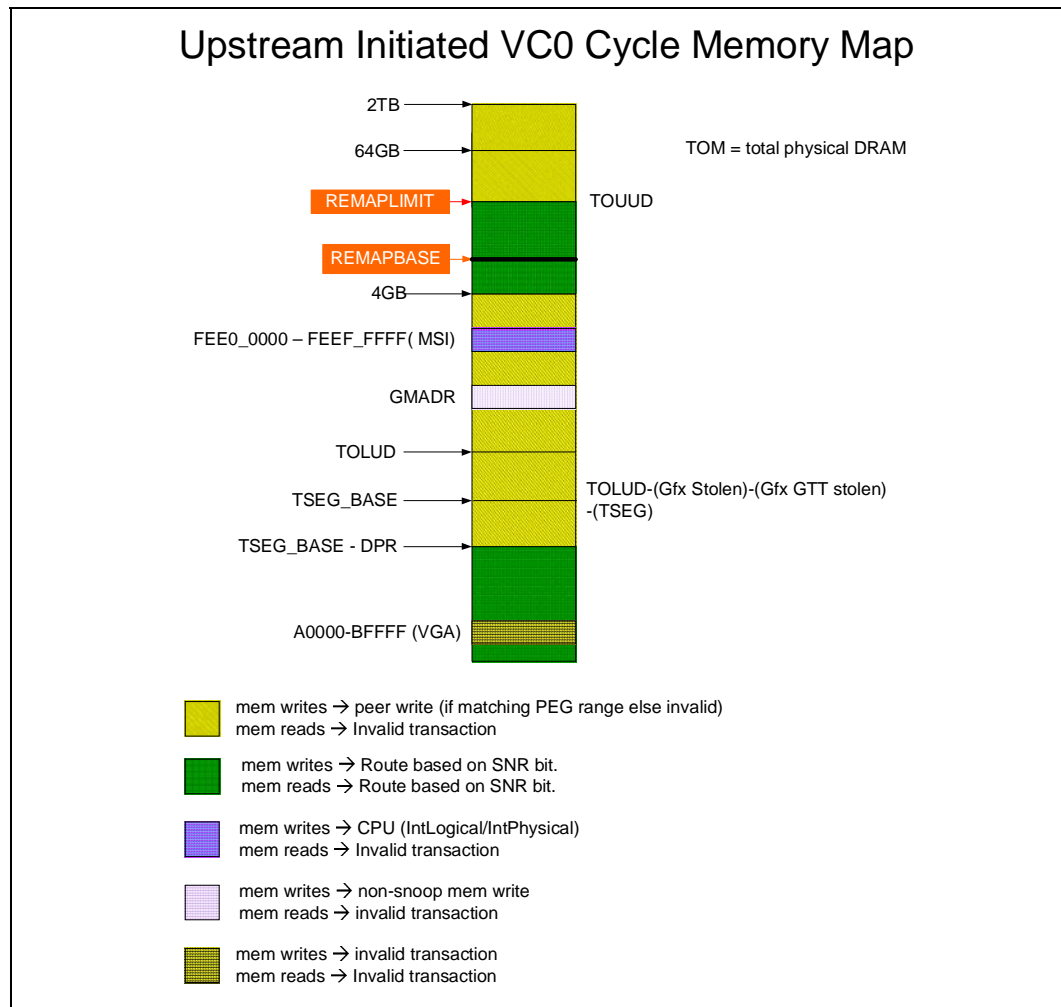 Upstream Initiated VC0 Cycle Memory Map
2TB
64GB
TOM = total physical DRAM
REMAPLIMIT
TOUUD
REMAPBASE
4GB
FEE0_0000 – FEEF_FFFF( MSI)
GMADR
TOLUD
TSEG_BASE
TOLUD-(Gfx Stolen)-(Gfx GTT stolen)
-(TSEG)
TSEG_BASE - DPR
A0000-BFFFF (VGA)
mem writes → peer write (if matching PEG range else invalid)
mem reads → Invalid transaction
mem writes → Route based on SNR bit.
mem reads → Route based on SNR bit.
mem writes → CPU (IntLogical/IntPhysical)
mem reads → Invalid transaction
mem writes → non-snoop mem write
mem reads → invalid transaction
mem writes → invalid transaction
mem reads → Invalid transaction